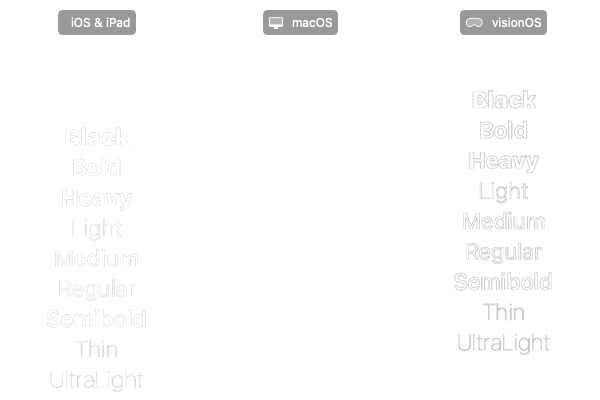 iOS & iPad
macOS
visionOS
Black
Bold
Heavy
Light
Medium
Regular
Semibold
Thin
UltraLight
Black
Bold
Heavy
Light
Medium
Regular
Semibold
Thin
UltraLight